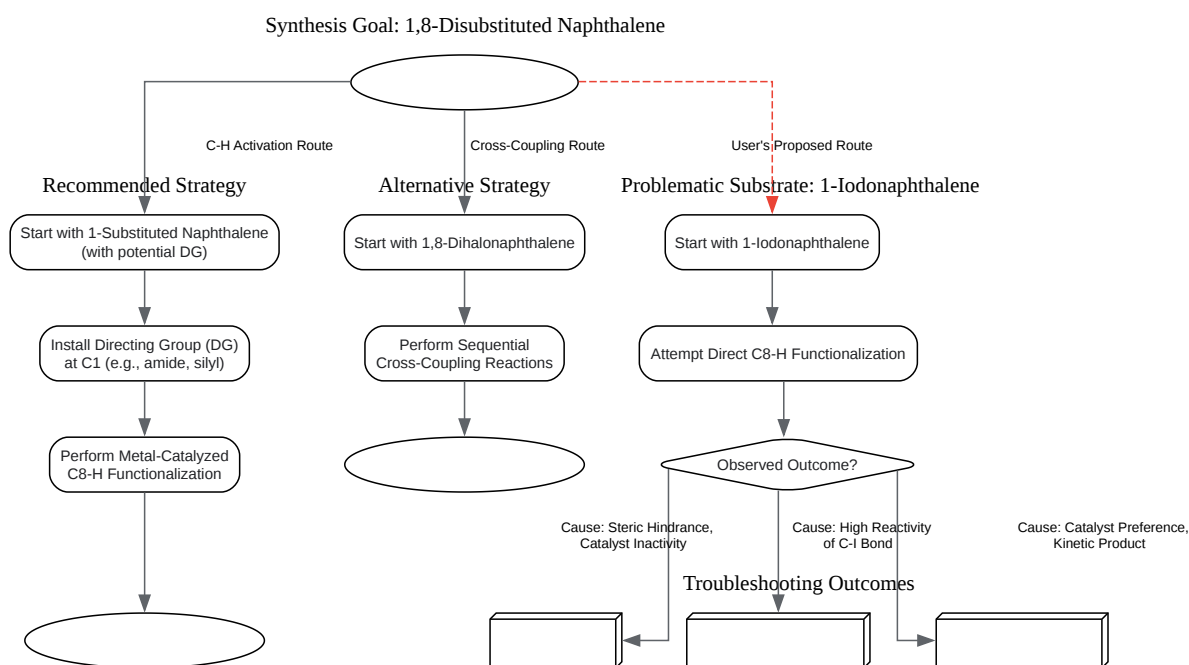 Synthesis Goal: 1,8-Disubstituted Naphthalene
C-H Activation Route
Cross-Coupling Route
User's Proposed Route
Recommended Strategy
Alternative Strategy
Problematic Substrate: 1-Iodonaphthalene
Start with 1-Substituted Naphthalene
(with potential DG)
Start with 1,8-Dihalonaphthalene
Start with 1-Iodonaphthalene
Install Directing Group (DG)
at C1 (e.g., amide, silyl)
Perform Sequential
Cross-Coupling Reactions
Attempt Direct C8-H Functionalization
Perform Metal-Catalyzed
C8-H Functionalization
Observed Outcome?
Cause: Steric Hindrance,
Catalyst Inactivity
Cause: High Reactivity
of C-I Bond
Cause: Catalyst Preference,
Kinetic Product
Troubleshooting Outcomes